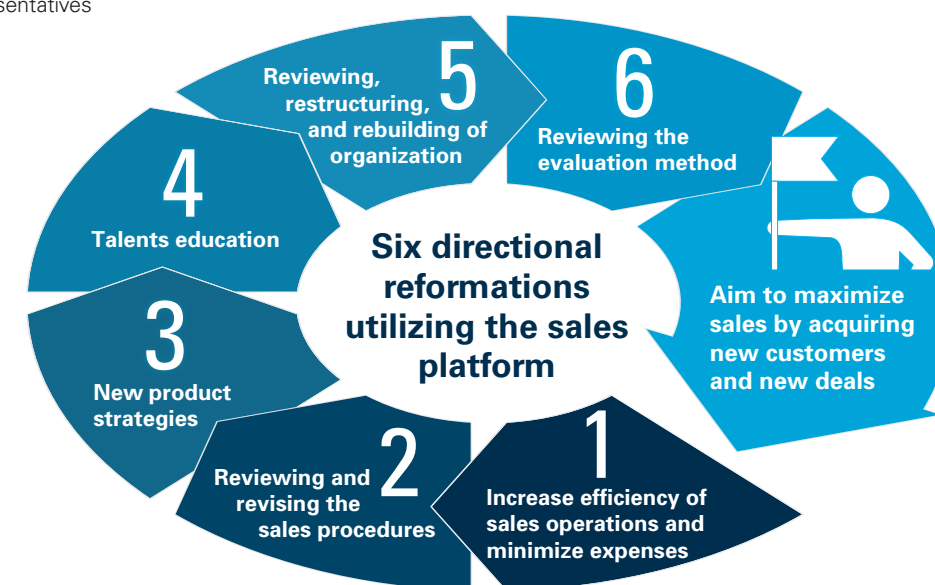 Six directional
reformations
utilizing the sales
platform
1
Increase efficiency of
sales operations and
minimize expenses
2
Reviewing and
revising the
sales procedures
3
New product
strategies
4
Talents education
5
Reviewing,
restructuring,
and rebuilding of
organization
6
Reviewing the
evaluation method
Aim to maximize
sales by acquiring
new customers
and new deals